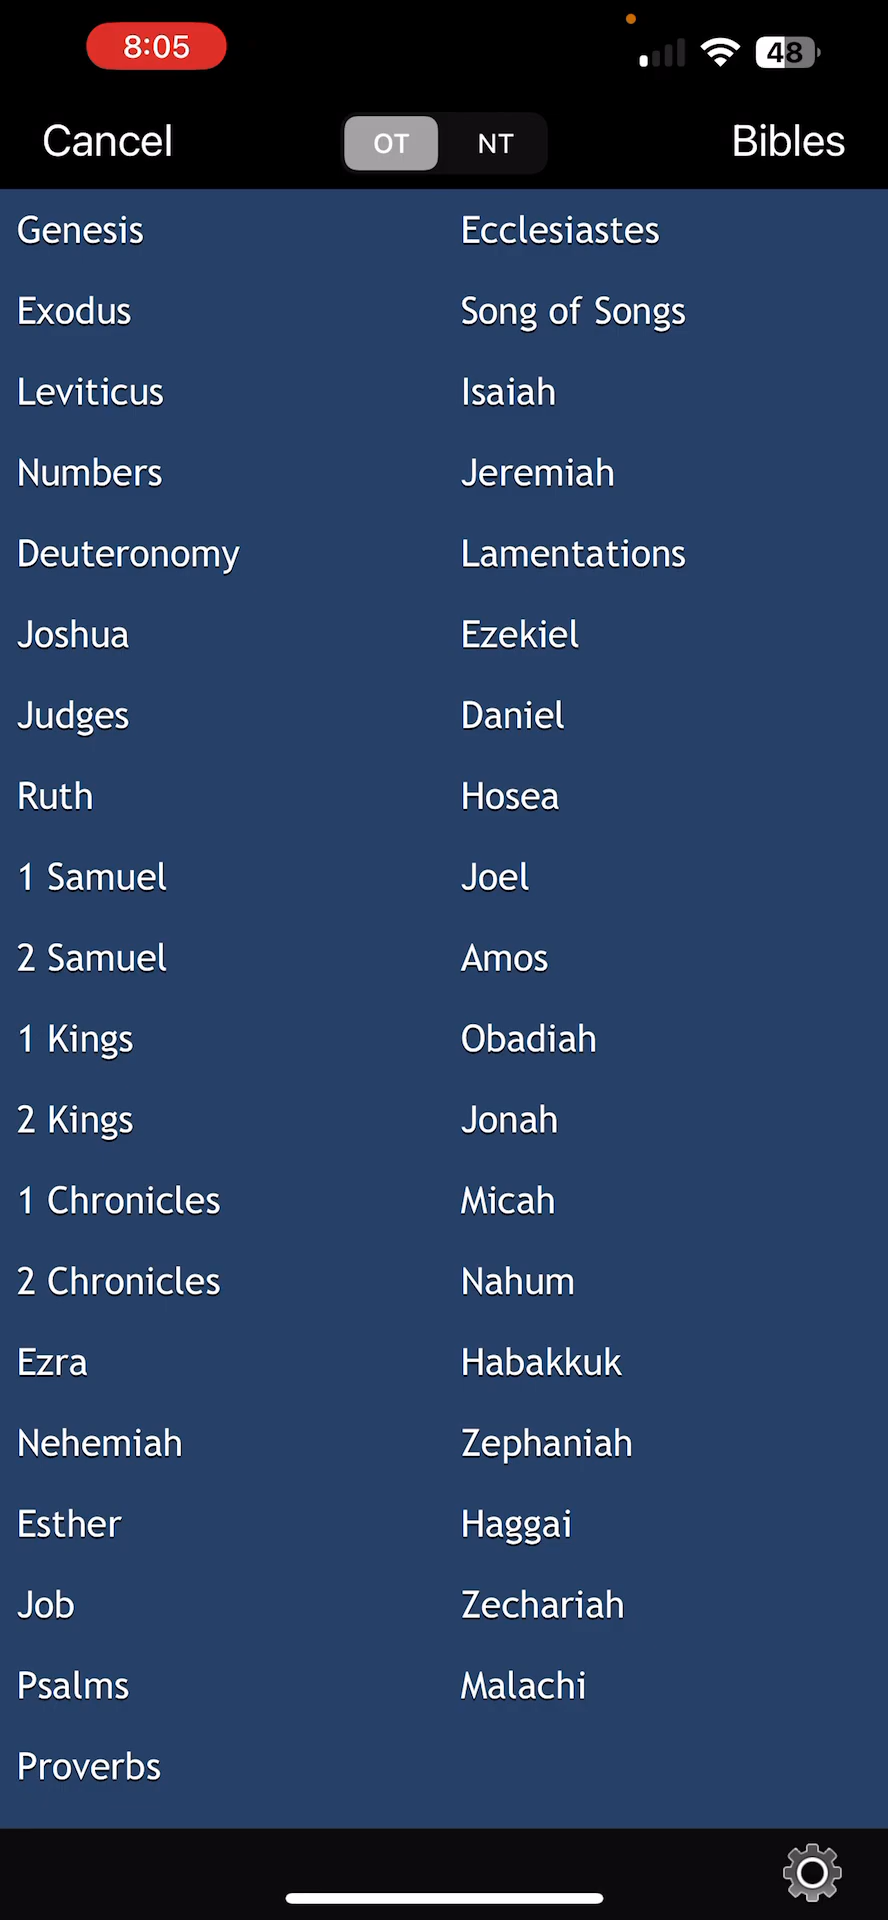 8:05
48
Cancel
OT
NT
Bibles
Genesis
Exodus
Leviticus
Numbers
Deuteronomy
Joshua
Judges
Ruth
1 Samuel
2 Samuel
1 Kings
2 Kings
1 Chronicles
2 Chronicles
Ezra
Nehemiah
Esther
Job
Psalms
Proverbs
Ecclesiastes
Song of Songs
Isaiah
Jeremiah
Lamentations
Ezekiel
Daniel
Hosea
Joel
Amos
Obadiah
Jonah
Micah
Nahum
Habakkuk
Zephaniah
Haggai
Zechariah
Malachi